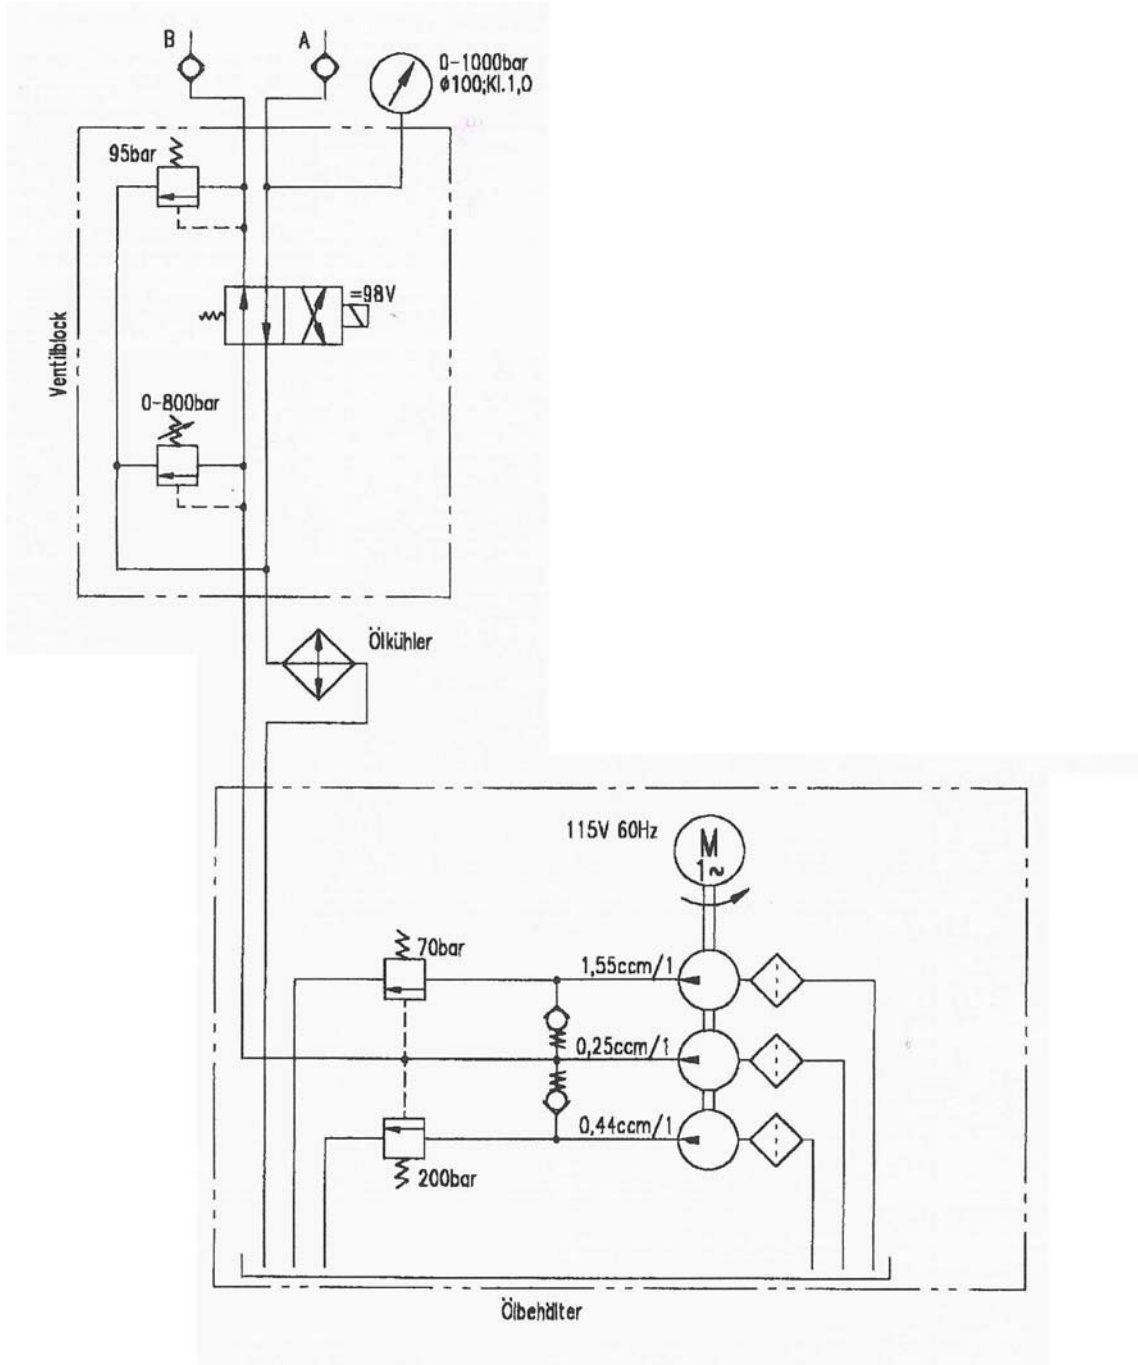 B
A
0-1000bar
ø100;Kl.1,0
95bar
=98V
Ventilblock
0-800bar
Ölkühler
115V 60Hz
M
1~
70bar
1,55ccm/1
0,25ccm/1
0,44ccm/1
200bar
Ölbehälter